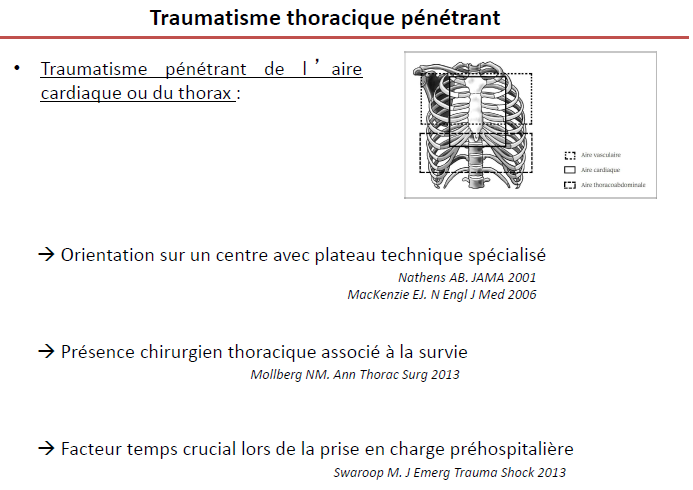 Traumatisme thoracique pénétrant
• Traumatisme pénétrant de l’aire
cardiaque ou du thorax :
Aire vasculaire
Aire cardiaque
Aire thoracoabdominale
→ Orientation sur un centre avec plateau technique spécialisé
Nathens AB. JAMA 2001
MacKenzie EJ. N Engl J Med 2006
→ Présence chirurgien thoracique associé à la survie
Mollberg NM. Ann Thorac Surg 2013
→ Facteur temps crucial lors de la prise en charge préhospitalière
Swaroop M. J Emerg Trauma Shock 2013